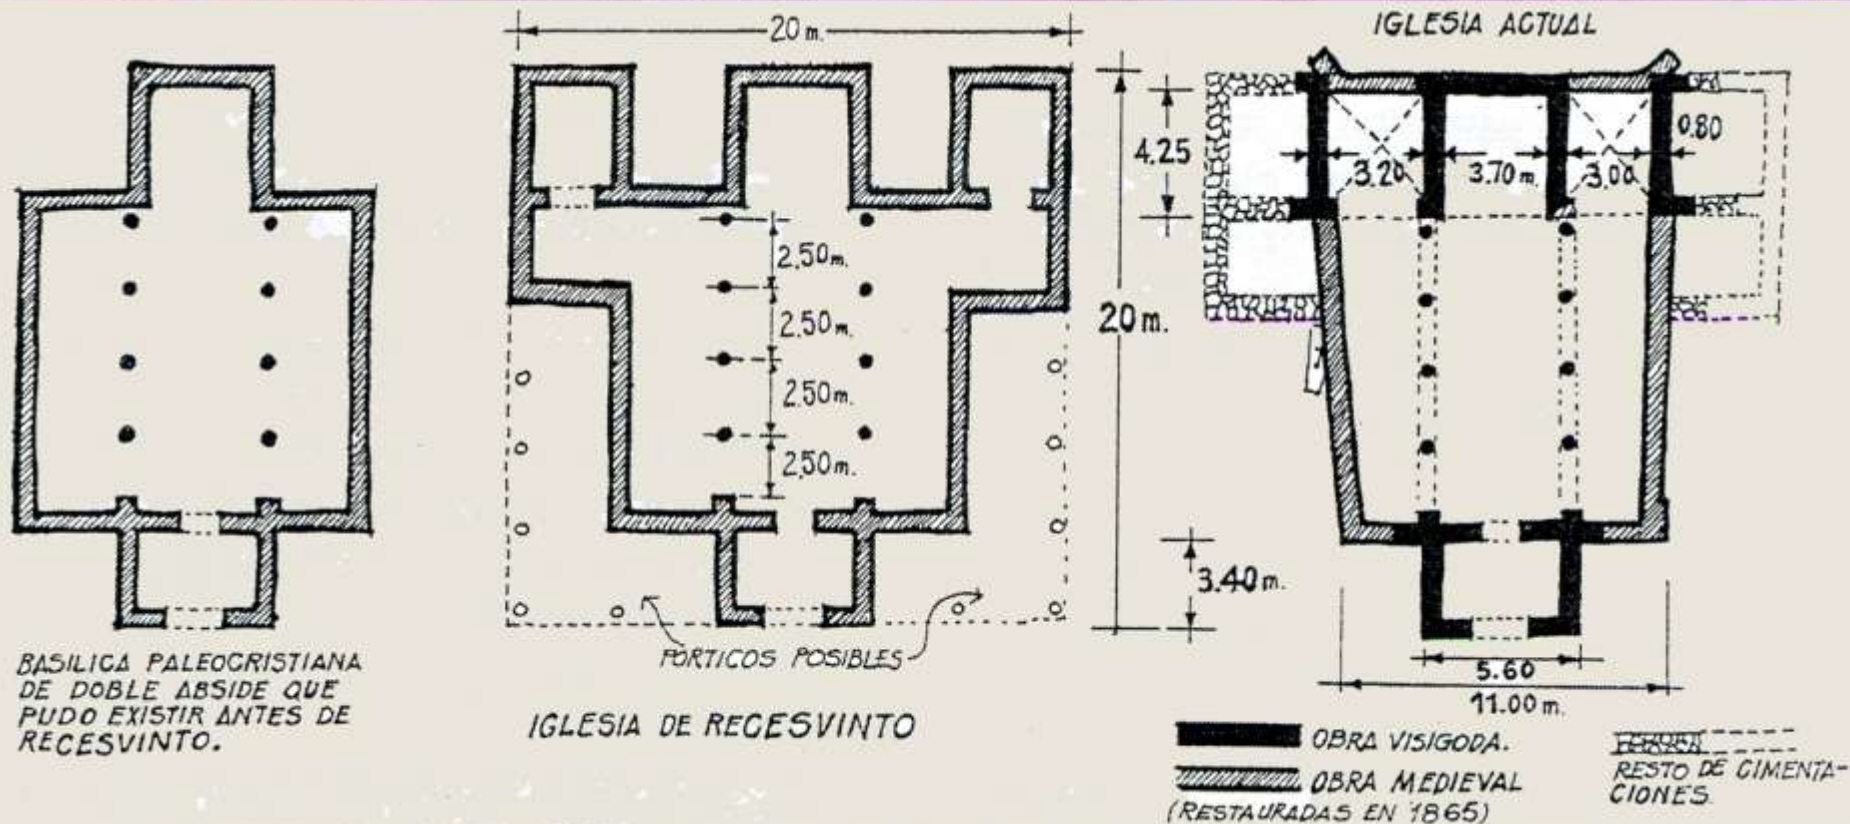 BASILICA PALEOCRISTIANA
DE DOBLE ABSIDE QUE
PUDO EXISTIR ANTES DE
RECESVINTO.
20 m.
2,50 m.
2.50 m.
2.50 m.
2,50 m.
PÓRTICOS POSIBLES
IGLESIA DE RECESVINTO
IGLESIA ACTUAL
4.25
3.20
3.70 m.
3.00
0.80
20 m.
3.40 m.
5.60
11.00 m.
OBRA VISIGODA.
OBRA MEDIEVAL
(RESTAURADAS EN 1865)
RESTO DE CIMENTA-
CIONES.